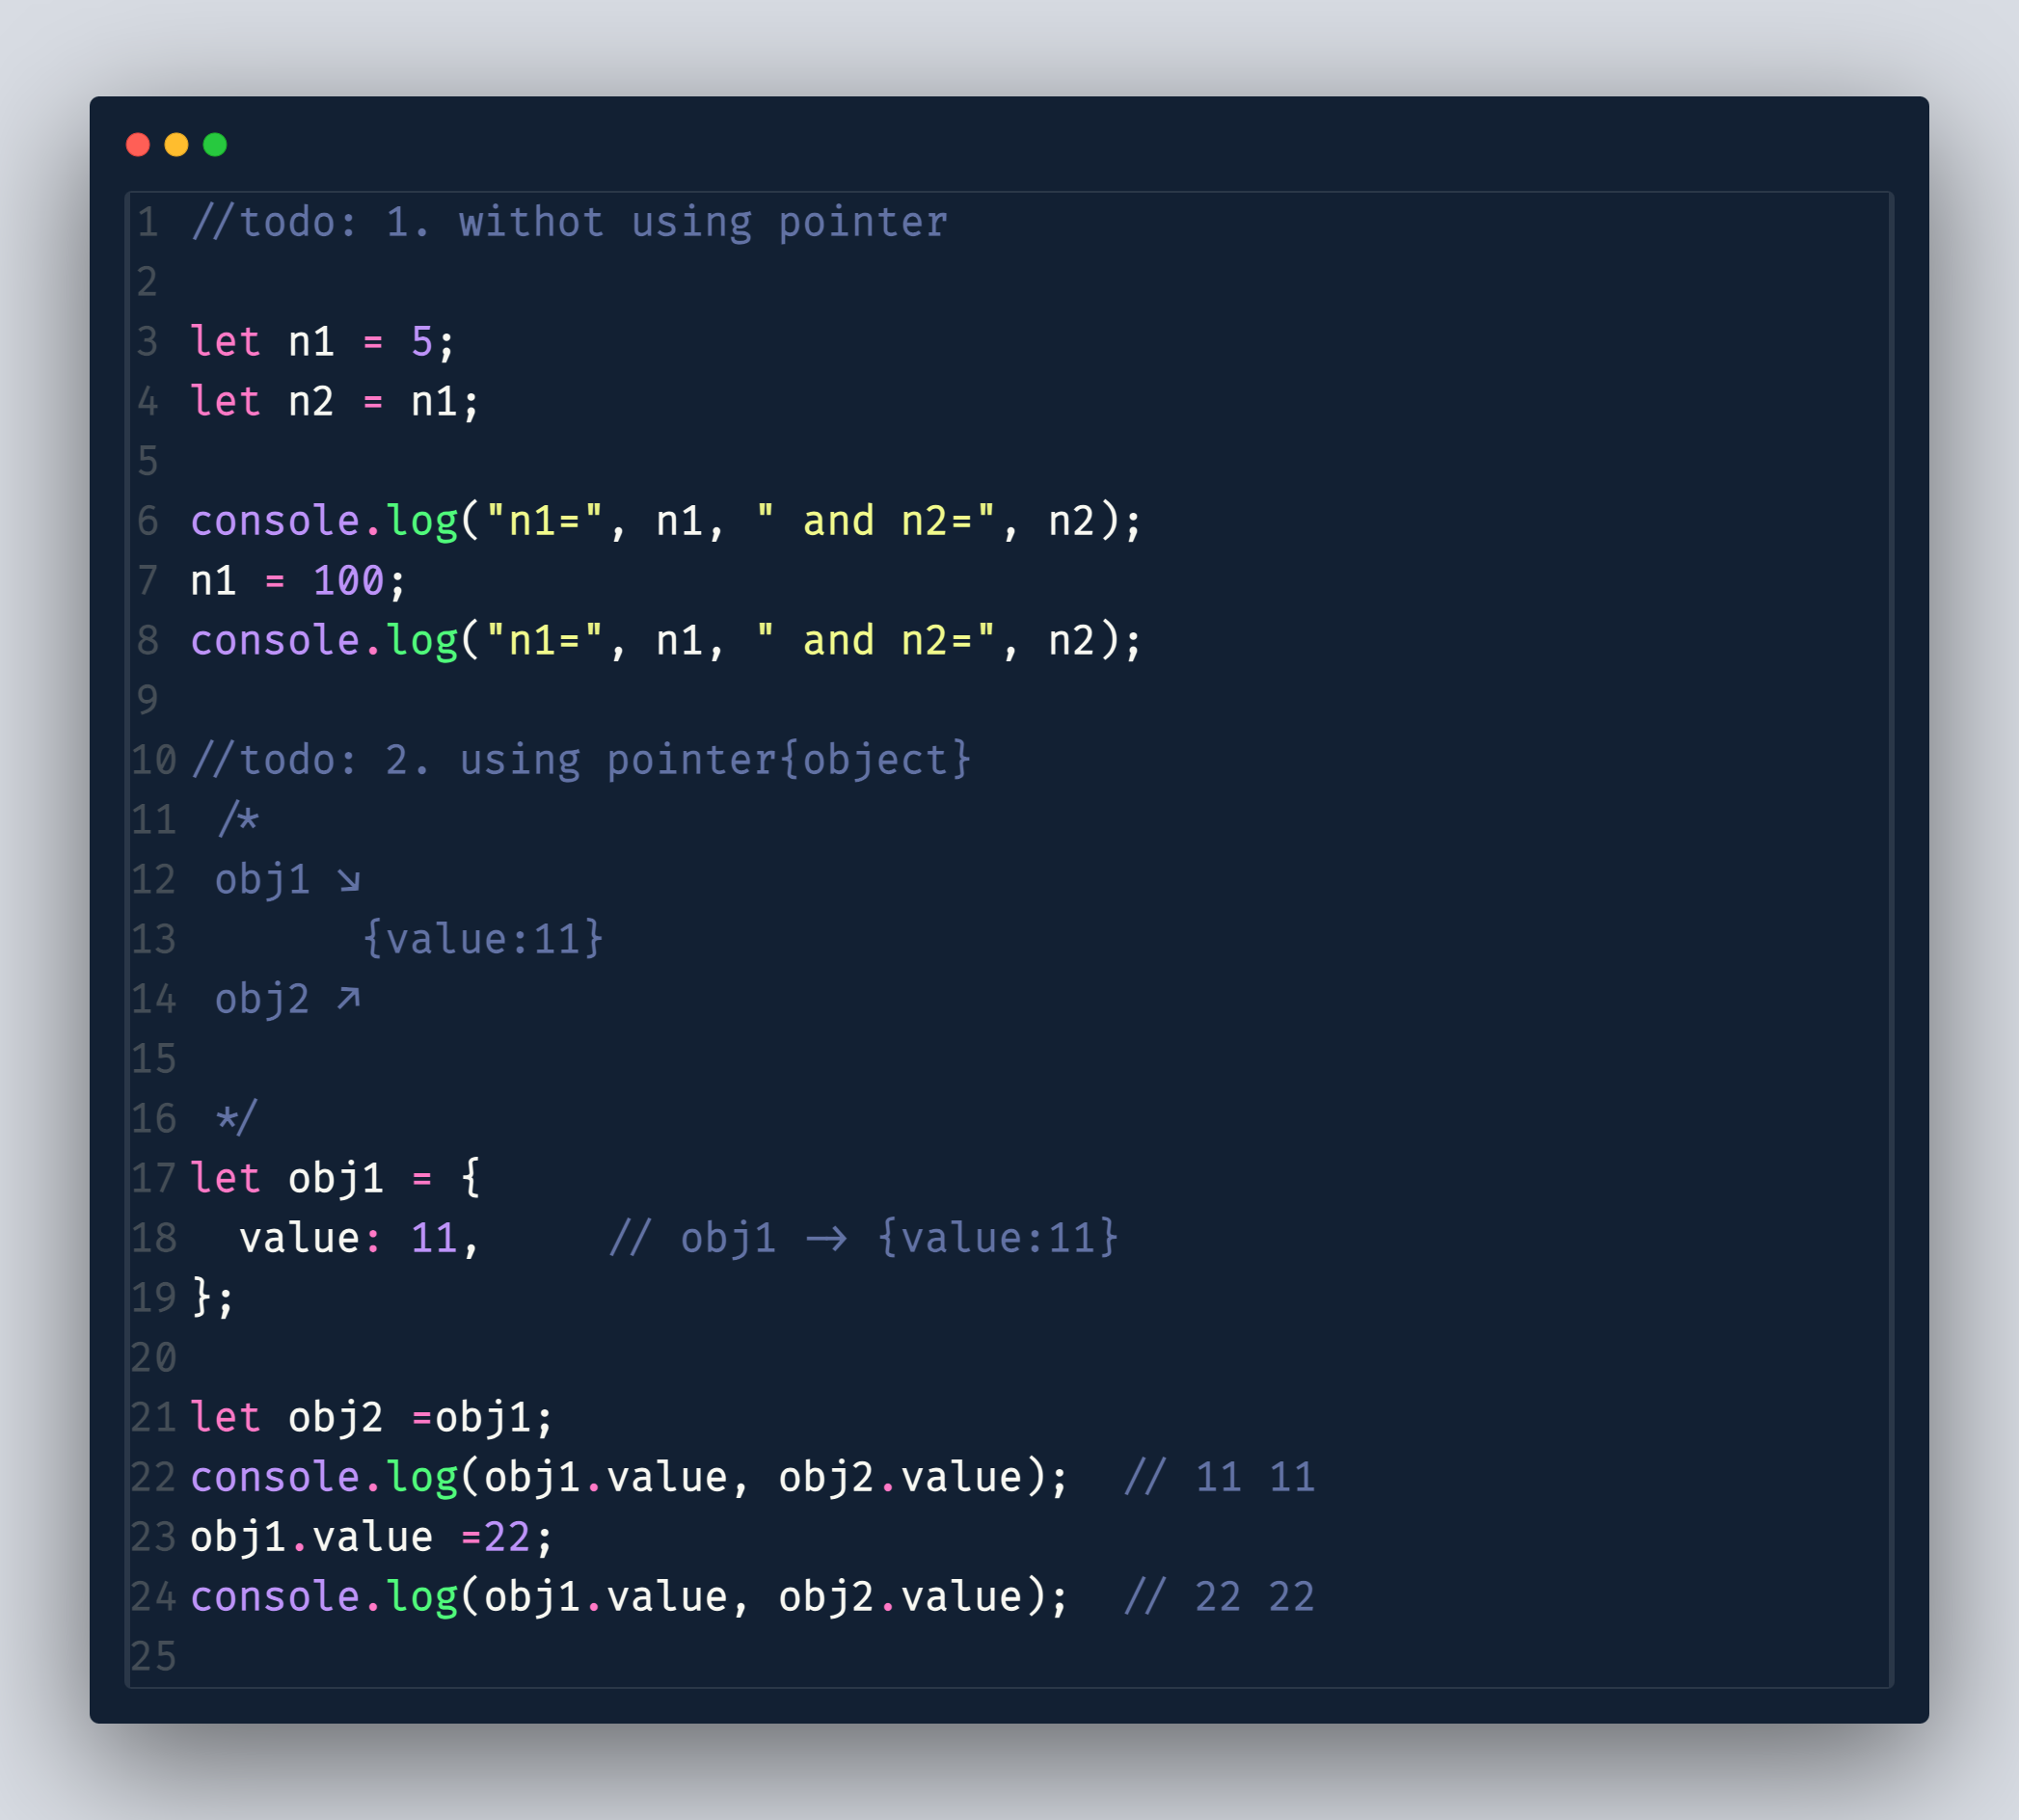 1 //todo: 1. withot using pointer
2
3 let n1 = 5;
4 let n2 = n1;
5
6 console.log("n1=", n1, " and n2=", n2);
7 n1 = 100;
8 console.log("n1=", n1, " and n2=", n2);
9
10 //todo: 2. using pointer{object}
11  /*
12  obj1 ↘
13        {value:11}
14  obj2 ↗
15
16  */
17 let obj1 = {
18   value: 11,     // obj1 -> {value:11}
19 };
20
21 let obj2 =obj1;
22 console.log(obj1.value, obj2.value);  // 11 11
23 obj1.value =22;
24 console.log(obj1.value, obj2.value);  // 22 22
25